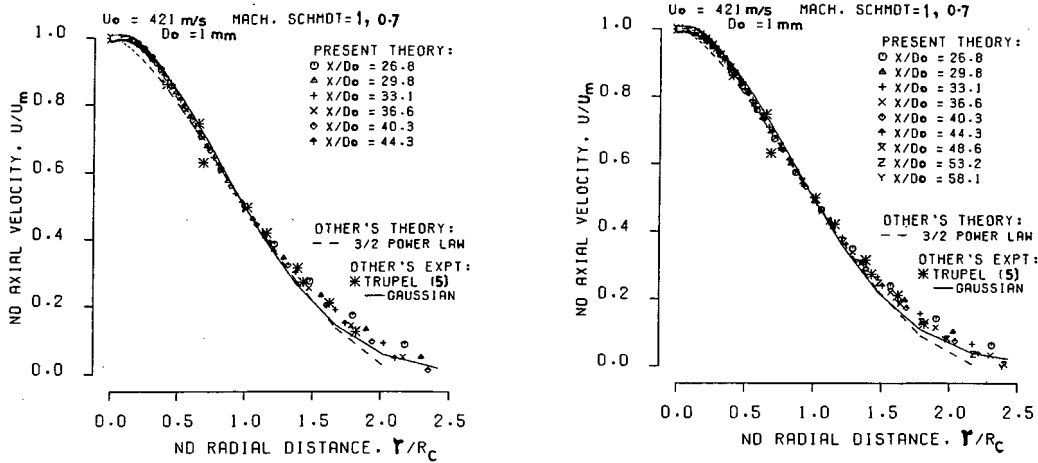 Uo = 421 m/s MACH. SCHMDT=1, 0.7
Do =1 mm
PRESENT THEORY:
X/Do = 26.8
X/Do = 29.8
X/Do = 33.1
X/Do = 36.6
X/Do = 40.3
X/Do = 44.3
OTHER'S THEORY:
3/2 POWER LAW
OTHER'S EXPT:
TRUPEL (5)
GAUSSIAN
1.0
0.8
0.6
0.4
0.2
0.0
ND AXIAL VELOCITY, U/Um
0.0 0.5 1.0 1.5 2.0 2.5
ND RADIAL DISTANCE, r/RC
Uo = 421 m/s MACH. SCHMDT=1, 0.7
Do =1mm
PRESENT THEORY:
X/Do = 26.8
X/Do = 29.8
X/Do = 33.1
X/Do = 36.6
X/Do = 40.3
X/Do = 44.3
X/Do = 48.6
X/Do = 53.2
X/Do = 58.1
OTHER'S THEORY:
3/2 POWER LAW
OTHER'S EXPT:
TRUPEL (5)
GAUSSIAN
1.0
0.8
0.6
0.4
0.2
0.0
ND AXIAL VELOCITY, U/Um
0.0 0.5 1.0 1.5 2.0 2.5
ND RADIAL DISTANCE, r/RC